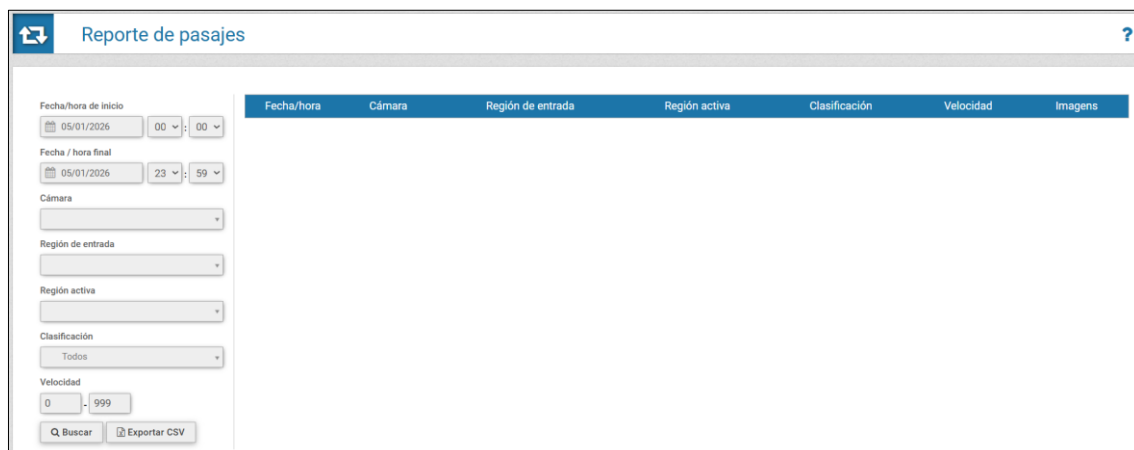 Reporte de pasajes ?
Fecha/hora Cámara Región de entrada Región activa Clasificación Velocidad Imagens
Fecha/hora de inicio
05/01/2026 00 : 00
Fecha / hora final
05/01/2026 23 : 59
Cámara
Región de entrada
Región activa
Clasificación
Todos
Velocidad
0 - 999
Buscar Exportar CSV